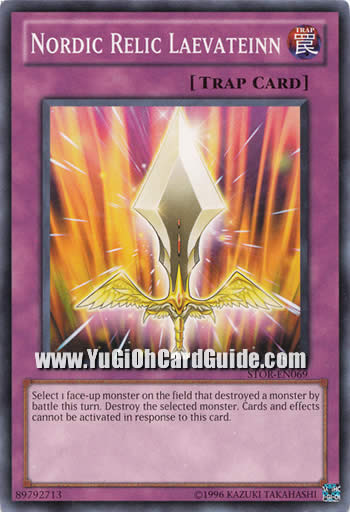 NORDIC RELIC LAEVATEINN
TRAP
罠
[TRAP CARD]
www.YuGiOhCardGuide.com
STOR-EN069
Select 1 face-up monster on the field that destroyed a monster by
battle this turn. Destroy the selected monster. Cards and effects
cannot be activated in response to this card.
89792713
©1996 KAZUKI TAKAHASHI